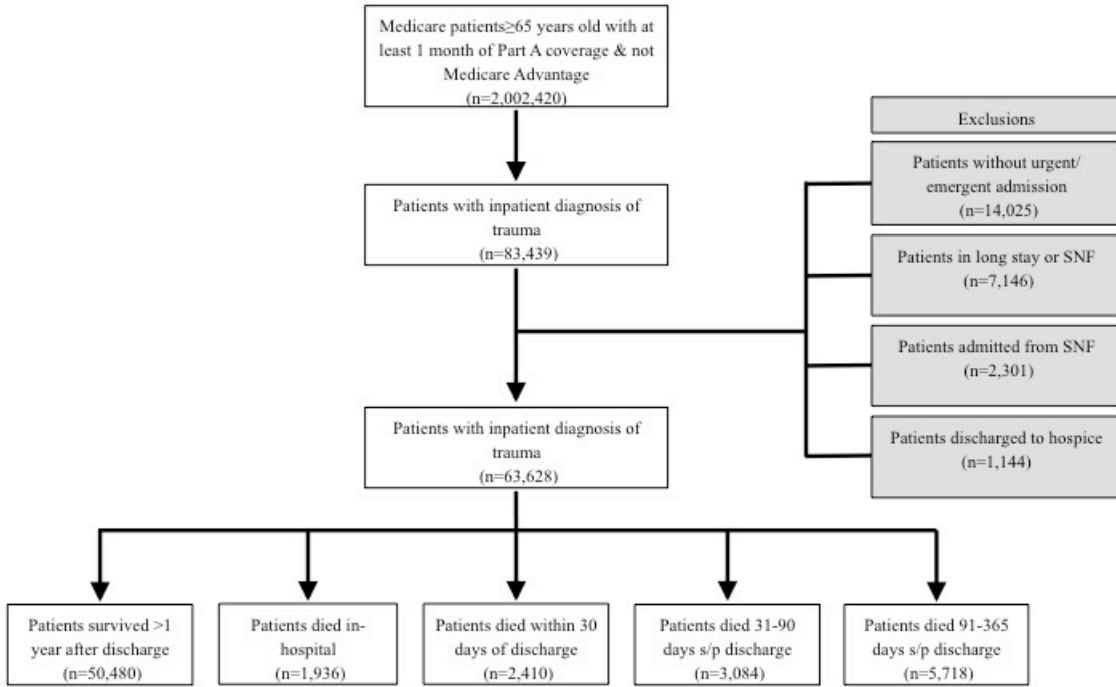 Medicare patients≥65 years old with at
least 1 month of Part A coverage & not
Medicare Advantage
(n=2,002,420)
Exclusions
Patients without urgent/
emergent admission
(n=14,025)
Patients with inpatient diagnosis of
trauma
(n=83,439)
Patients in long stay or SNF
(n=7,146)
Patients admitted from SNF
(n=2,301)
Patients discharged to hospice
(n=1,144)
Patients with inpatient diagnosis of
trauma
(n=63,628)
Patients survived >1
year after discharge
(n=50,480)
Patients died in-
hospital
(n=1,936)
Patients died within 30
days of discharge
(n=2,410)
Patients died 31-90
days s/p discharge
(n=3,084)
Patients died 91-365
days s/p discharge
(n=5,718)